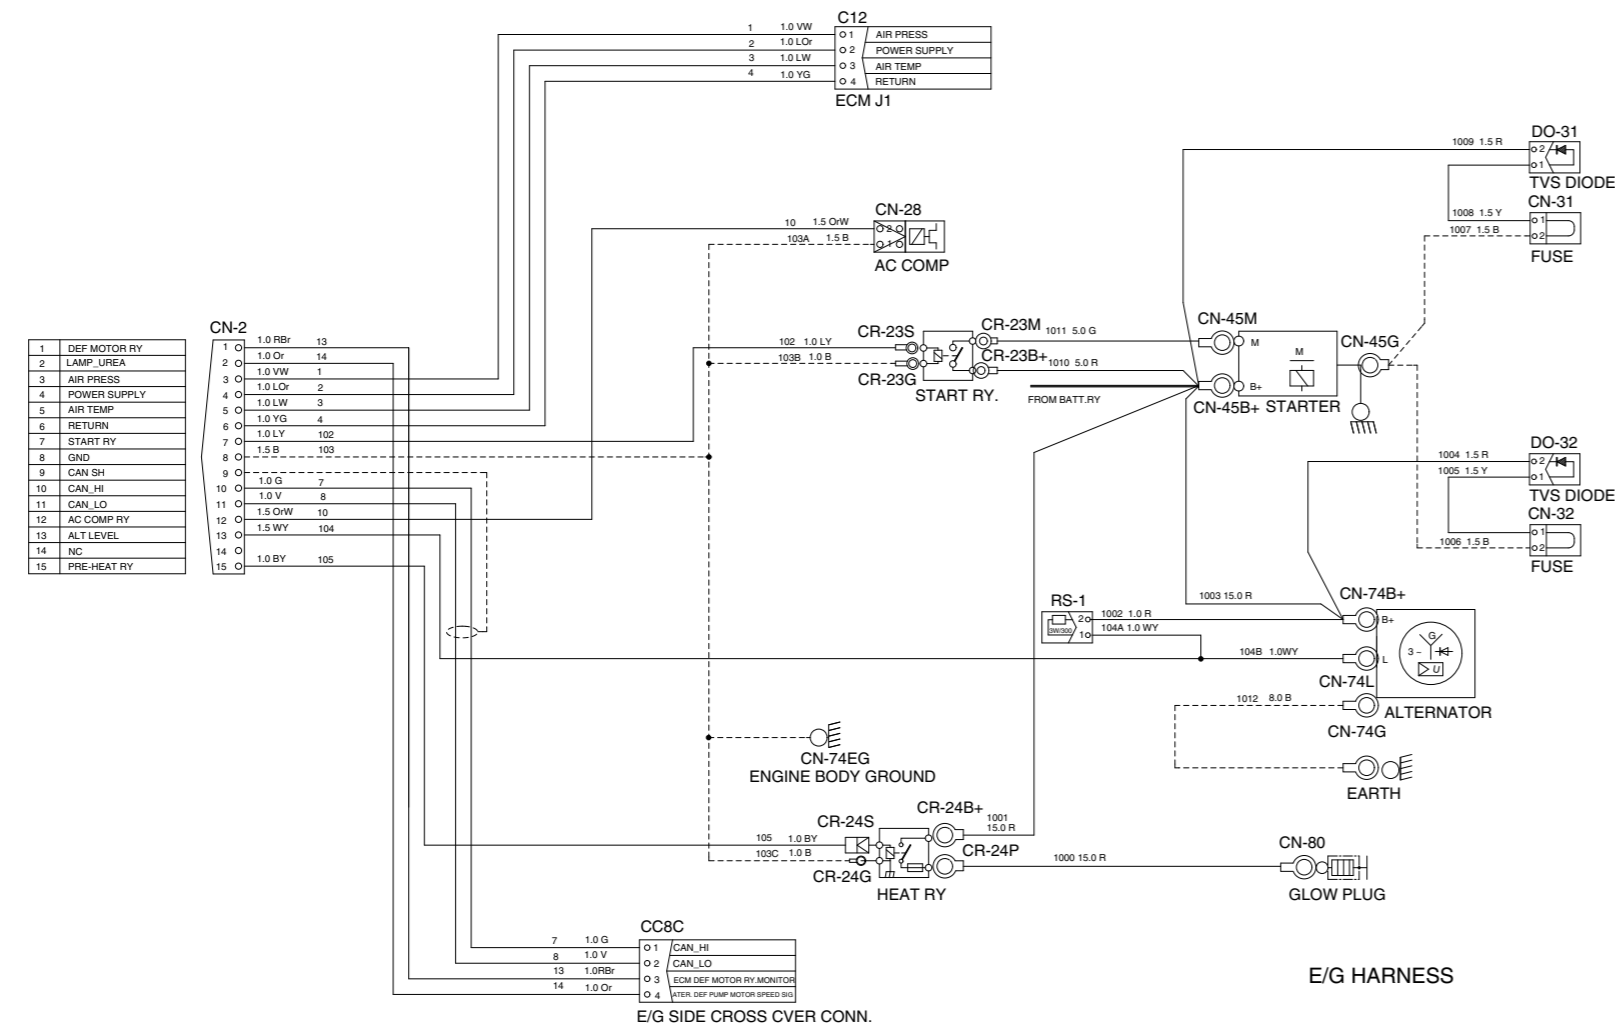 C12
1 1.0 VW 1 AIR PRESS
2 1.0 LOr 2 POWER SUPPLY
3 1.0 LW 3 AIR TEMP
4 1.0 YG 4 RETURN
ECM J1
DO-31
1009 1.5 R 2
1
TVS DIODE
CN-31
1008 1.5 Y 1
1007 1.5 B 2
FUSE
CN-28
10 1.5 OrW 2
103A 1.5 B 1
AC COMP
CR-23S
CR-23M
1011 5.0 G
102 1.0 LY
103B 1.0 B
CR-23B+
1010 5.0 R
CR-23G
START RY.
FROM BATT.RY
CN-45M
M
M
B+
CN-45B+
STARTER
CN-45G
CN-2
1 DEF MOTOR RY
2 LAMP_UREA
3 AIR PRESS
4 POWER SUPPLY
5 AIR TEMP
6 RETURN
7 START RY
8 GND
9 CAN SH
10 CAN_HI
11 CAN_LO
12 AC COMP RY
13 ALT LEVEL
14 NC
15 PRE-HEAT RY
1 1.0 RBr 13
2 1.0 Or 14
3 1.0 VW 1
4 1.0 LOr 2
5 1.0 LW 3
6 1.0 YG 4
7 1.0 LY 102
8 1.5 B 103
9
10 1.0 G 7
11 1.0 V 8
12 1.5 OrW 10
13 1.5 WY 104
14
15 1.0 BY 105
DO-32
1004 1.5 R 2
1005 1.5 Y 1
TVS DIODE
CN-32
1
1006 1.5 B 2
FUSE
RS-1
3W/300
2 1002 1.0 R
1 104A 1.0 WY
1003 15.0 R
CN-74B+
B+
104B 1.0WY
L
CN-74L
G
3 ~
U
ALTERNATOR
1012 8.0 B
CN-74G
EARTH
CN-74EG
ENGINE BODY GROUND
CR-24S
CR-24B+
1001
15.0 R
105 1.0 BY
103C 1.0 B
CR-24G
CR-24P
HEAT RY
1000 15.0 R
CN-80
GLOW PLUG
CC8C
7 1.0 G 1 CAN_HI
8 1.0 V 2 CAN_LO
13 1.0RBr 3 ECM DEF MOTOR RY.MONITOR
14 1.0 Or 4 ATER. DEF PUMP MOTOR SPEED SIG
E/G SIDE CROSS CVER CONN.
E/G HARNESS